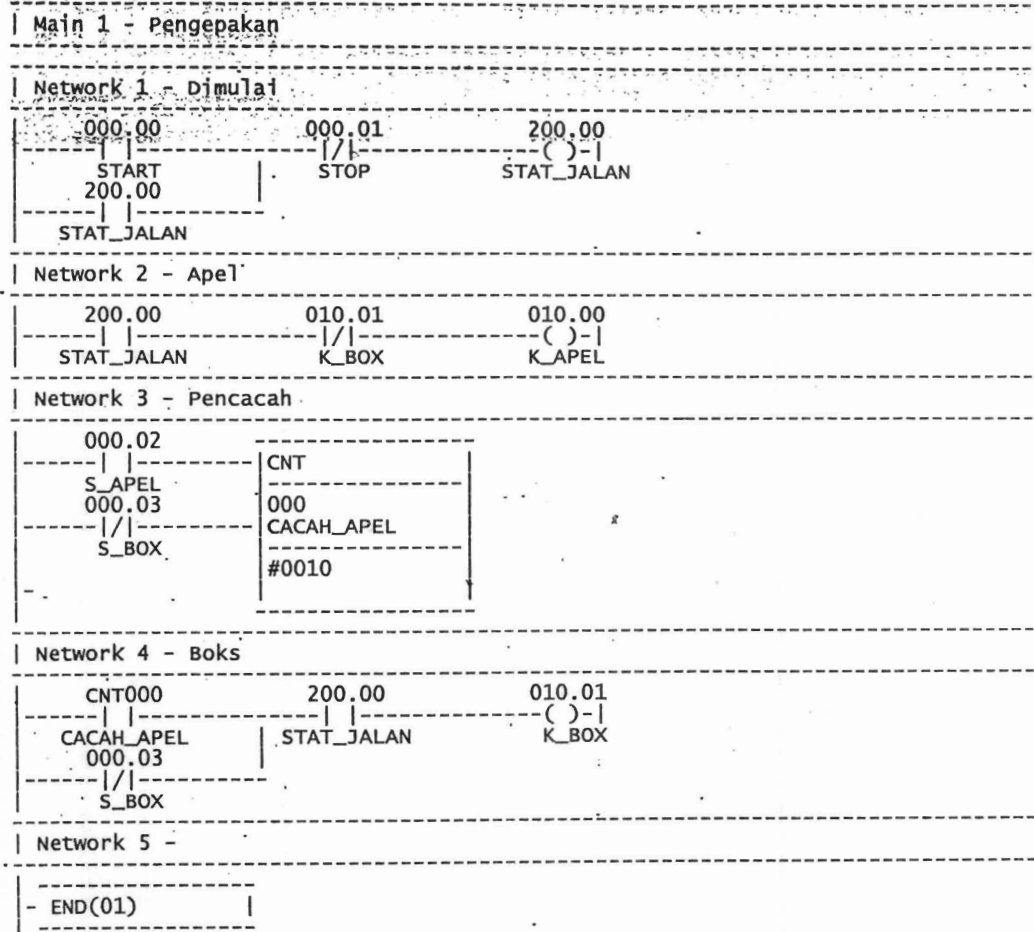 Main 1 - Pengepakan
Network 1 - Dimulai
000.00 000.01 200.00
START STOP STAT_JALAN
200.00
STAT_JALAN
Network 2 - Apel
200.00 010.01 010.00
STAT_JALAN K_BOX K_APEL
Network 3 - Pencacah
000.02
CNT
S_APEL
000.03 000
CACAH_APEL
S_BOX
#0010
Network 4 - Boks
CNT000 200.00 010.01
CACAH_APEL STAT_JALAN K_BOX
000.03
S_BOX
Network 5 -
END(01)